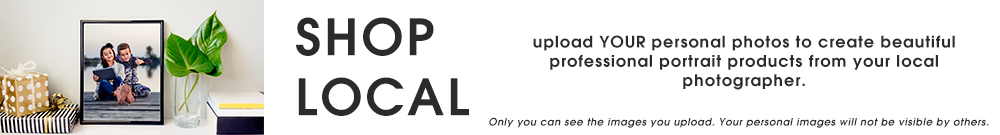 SHOP
LOCAL
upload YOUR personal photos to create beautiful
professional portrait products from your local
photographer.
Only you can see the images you upload. Your personal images will not be visible by others.